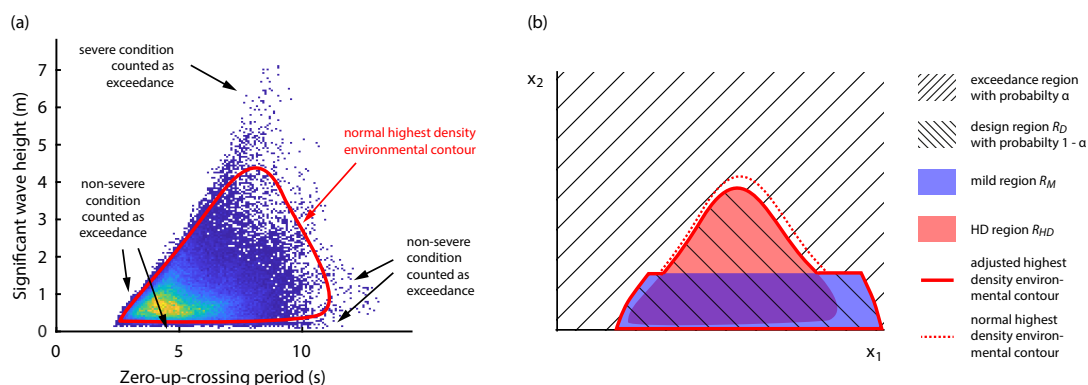 (a)
severe condition
counted as
exceedance
7
6
5
4
3
2
1
0
Significant wave height (m)
normal highest density
environmental contour
non-severe
condition
counted as
exceedance
non-severe
condition
counted as
exceedance
0
5
10
Zero-up-crossing period (s)
(b)
x2
x1
exceedance region
with probabilty α
design region RD
with probabilty 1 - α
mild region RM
HD region RHD
adjusted highest
density environ-
mental contour
normal highest
density environ-
mental contour